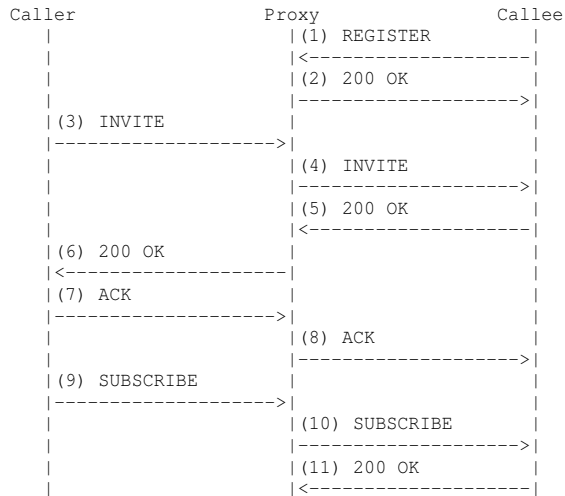 Caller Proxy Callee
(1) REGISTER
(2) 200 OK
(3) INVITE
(4) INVITE
(5) 200 OK
(6) 200 OK
(7) ACK
(8) ACK
(9) SUBSCRIBE
(10) SUBSCRIBE
(11) 200 OK